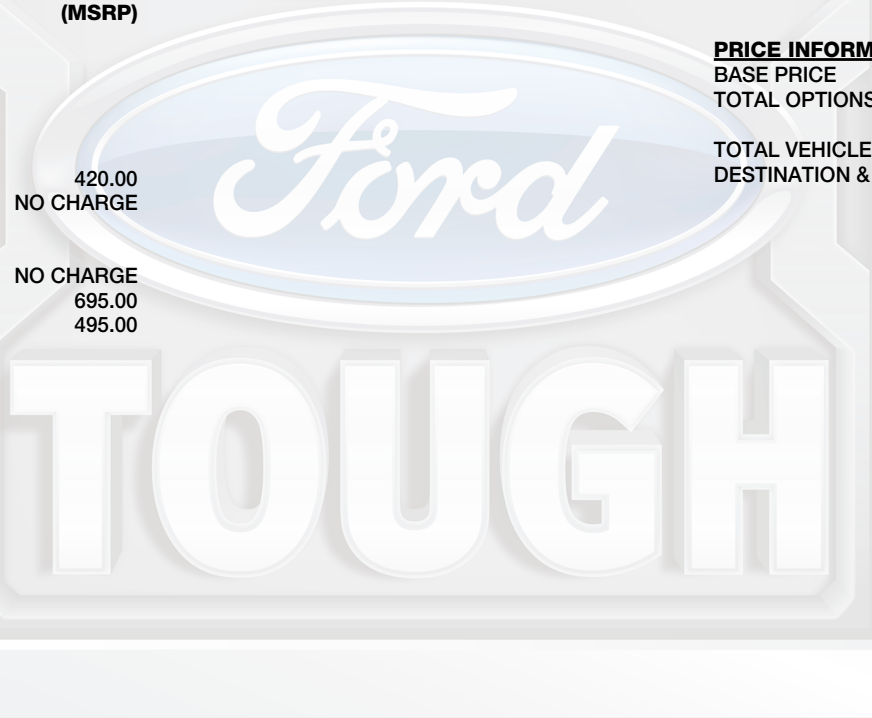 (MSRP)
420.00
NO CHARGE
NO CHARGE
695.00
495.00
PRICE
BASE PRICE
TOTAL OPTIONS
TOTAL VEHICLE
DESTINATION &
Ford
TOUGH